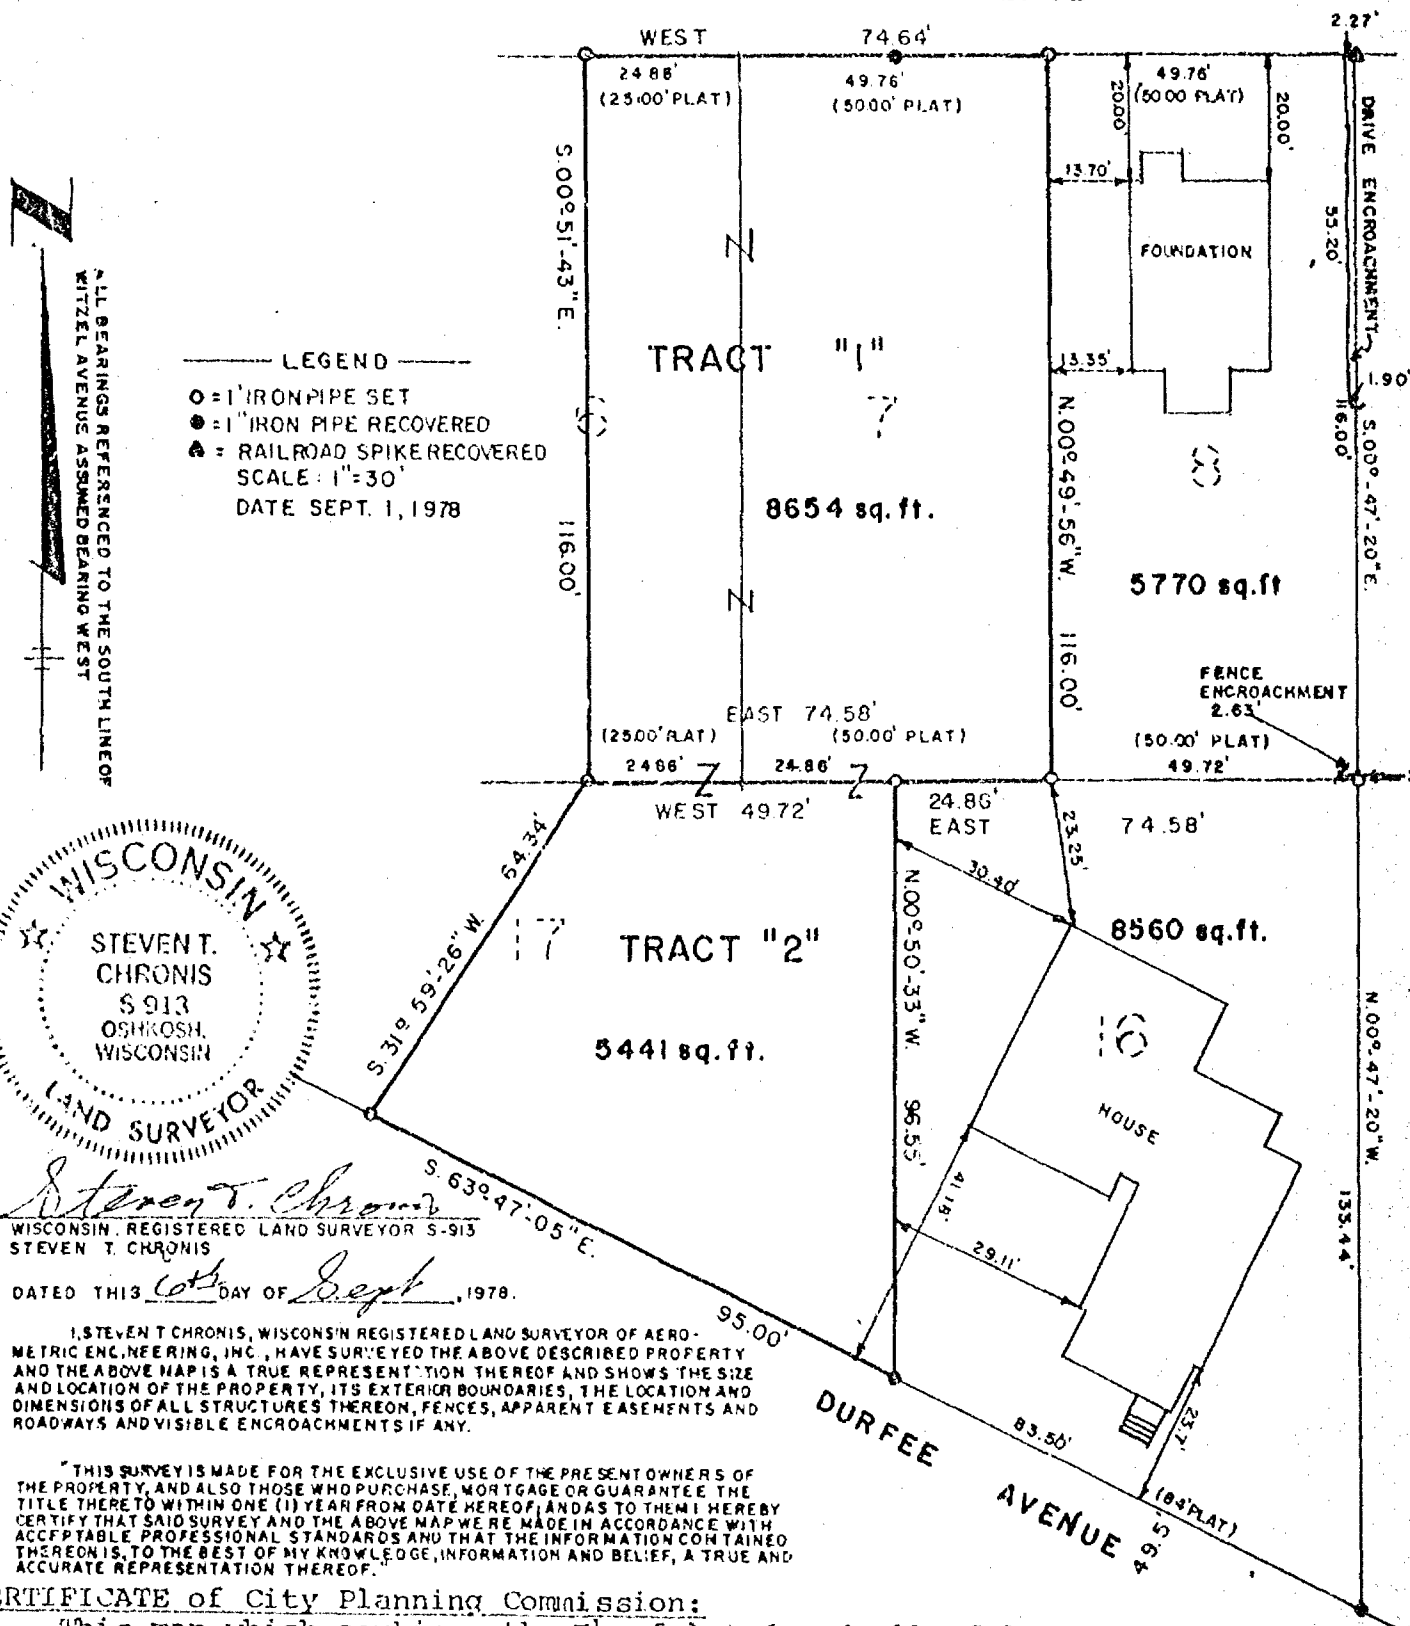 2.27'
WEST 74.64'
24.86' 49.76' 49.76'
(25.00' PLAT) (50.00' PLAT) (50.00 PLAT)
20.00' 20.00'
DRIVE ENCROACHMENT
S.00°-51'-43"E.
13.70'
55.20'
FOUNDATION
ALL BEARINGS REFERENCED TO THE SOUTH LINE OF
WITZEL AVENUE ASSUMED BEARING WEST
LEGEND
O = 1" IRON PIPE SET
● = 1" IRON PIPE RECOVERED
= RAILROAD SPIKE RECOVERED
SCALE: 1"=30'
DATE SEPT. 1, 1978
TRACT "1"
13.35'
1.90'
7
8
116.00'
S.00°-47'-20"E.
N.00°-49'-56"W. 116.00'
8654 sq.ft.
116.00'
5770 sq.ft
FENCE
ENCROACHMENT
2.63'
EAST 74.58'
(25.00' PLAT) (50.00' PLAT) (50.00' PLAT)
24.86' 24.86' 49.72'
WEST 49.72' 24.86'
EAST 74.58'
23.25'
64.34'
30.40'
S. 31° 59'-26" W.
17 TRACT "2"
N.00°-50'-33"W. 96.55'
8560 sq.ft.
5441 sq.ft.
16
HOUSE
N.00°-47'-20"W. 133.44'
WISCONSIN
STEVEN T.
CHRONIS
S 913
OSHKOSH,
WISCONSIN
LAND SURVEYOR
S. 63°-47'-05"E.
41.18'
29.11'
Steven T. Chronis
WISCONSIN REGISTERED LAND SURVEYOR S-913
STEVEN T. CHRONIS
DATED THIS 6th DAY OF Sept, 1978.
95.00'
DURFEE AVENUE
83.50'
23.7'
(84' PLAT)
49.5'
I, STEVEN T CHRONIS, WISCONSIN REGISTERED LAND SURVEYOR OF AERO-
METRIC ENGINEERING, INC., HAVE SURVEYED THE ABOVE DESCRIBED PROPERTY
AND THE ABOVE MAP IS A TRUE REPRESENTATION THEREOF AND SHOWS THE SIZE
AND LOCATION OF THE PROPERTY, ITS EXTERIOR BOUNDARIES, THE LOCATION AND
DIMENSIONS OF ALL STRUCTURES THEREON, FENCES, APPARENT EASEMENTS AND
ROADWAYS AND VISIBLE ENCROACHMENTS IF ANY.
"THIS SURVEY IS MADE FOR THE EXCLUSIVE USE OF THE PRESENT OWNERS OF
THE PROPERTY, AND ALSO THOSE WHO PURCHASE, MORTGAGE OR GUARANTEE THE
TITLE THERETO WITHIN ONE (1) YEAR FROM DATE HEREOF; AND AS TO THEM I HEREBY
CERTIFY THAT SAID SURVEY AND THE ABOVE MAP WERE MADE IN ACCORDANCE WITH
ACCEPTABLE PROFESSIONAL STANDARDS AND THAT THE INFORMATION CONTAINED
THEREON IS, TO THE BEST OF MY KNOWLEDGE, INFORMATION AND BELIEF, A TRUE AND
ACCURATE REPRESENTATION THEREOF."
ERTIFICATE of City Planning Commission: